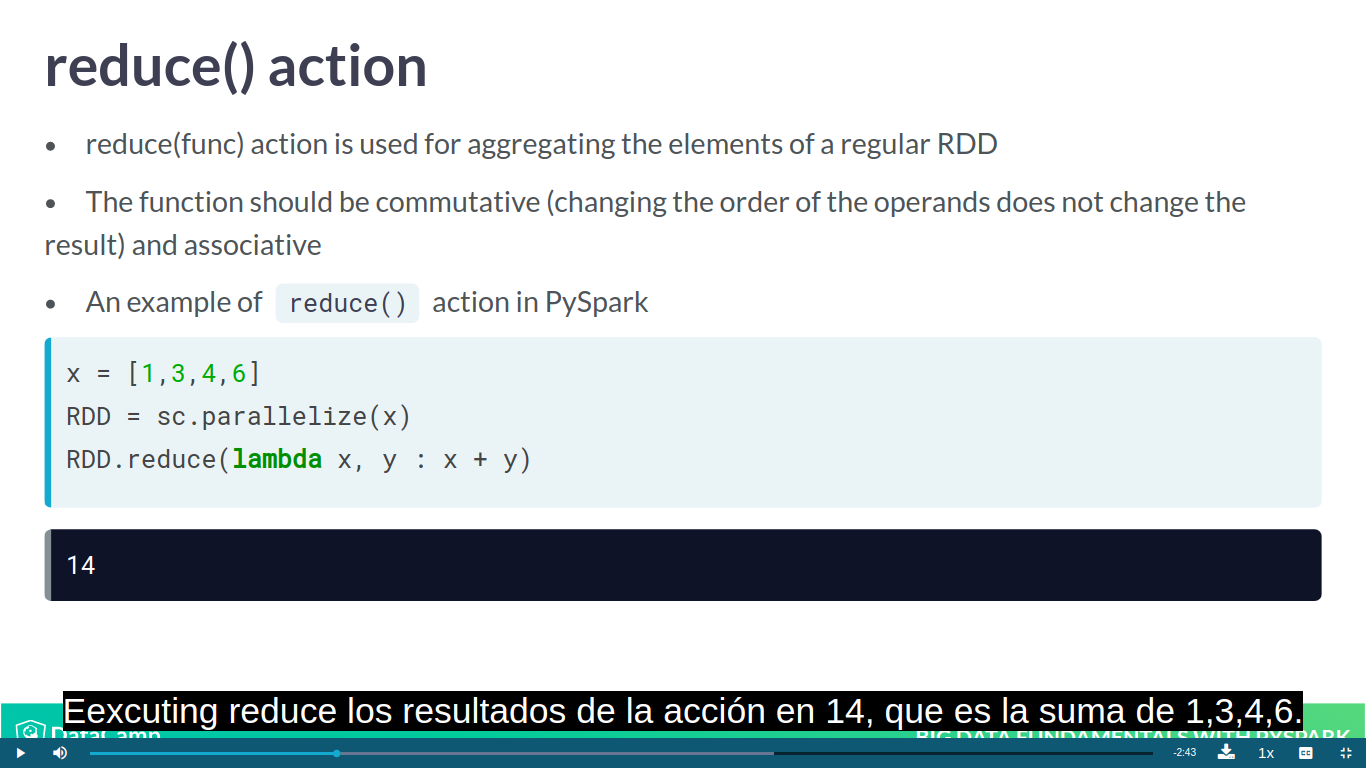 reduce() action
• reduce(func) action is used for aggregating the elements of a regular RDD
• The function should be commutative (changing the order of the operands does not change the
result) and associative
• An example of reduce() action in PySpark
x = [1,3,4,6]
RDD = sc.parallelize(x)
RDD.reduce(lambda x, y : x + y)
14
Eexcuting reduce los resultados de la acción en 14, que es la suma de 1,3,4,6.
DataCamp BIG DATA FUNDAMENTALS WITH PYSPARK
-2:43 1x CC